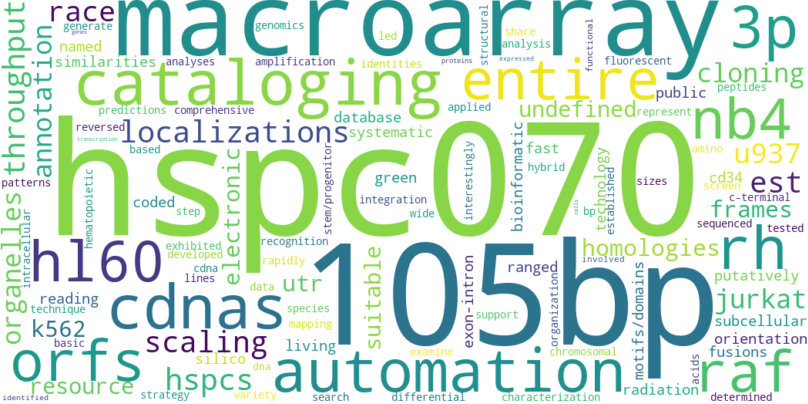 race
macroarray
genomics
led
structural
share
functional
3p
generate
genes
named
analyses
amplification
identities
analysis
proteins
expressed
fluorescent
similarities
throughput
annotation
cataloging
entire
cloning
public
peptides
predictions
comprehensive
database
applied
undefined
represent
nb4
reversed
transcription
localizations
systematic
based
hspc070
u937
patterns
electronic
hematopoietic
coded
step
stem/progenitor
green
integration
wide
interestingly
bioinformatic
fast
hybrid
technology
established
bp
sizes
cd34
screen
amino
est
c-terminal
frames
sequenced
tested
organelles
intracellular
hl60
exhibited
developed
recognition
rapidly
cells
105bp
homologies
rh
putatively
cdnas
cdna
lines
utr
data
species
mapping
suitable
exon-intron
ranged
organization
involved
motifs/domains
jurkat
subcellular
orientation
reading
k562
technique
basic
scaling
living
support
chromosomal
fusions
orfs
silico
dna
examine
acids
raf
resource
hspcs
automation
radiation
identified
strategy
variety
search
differential
characterization
determined